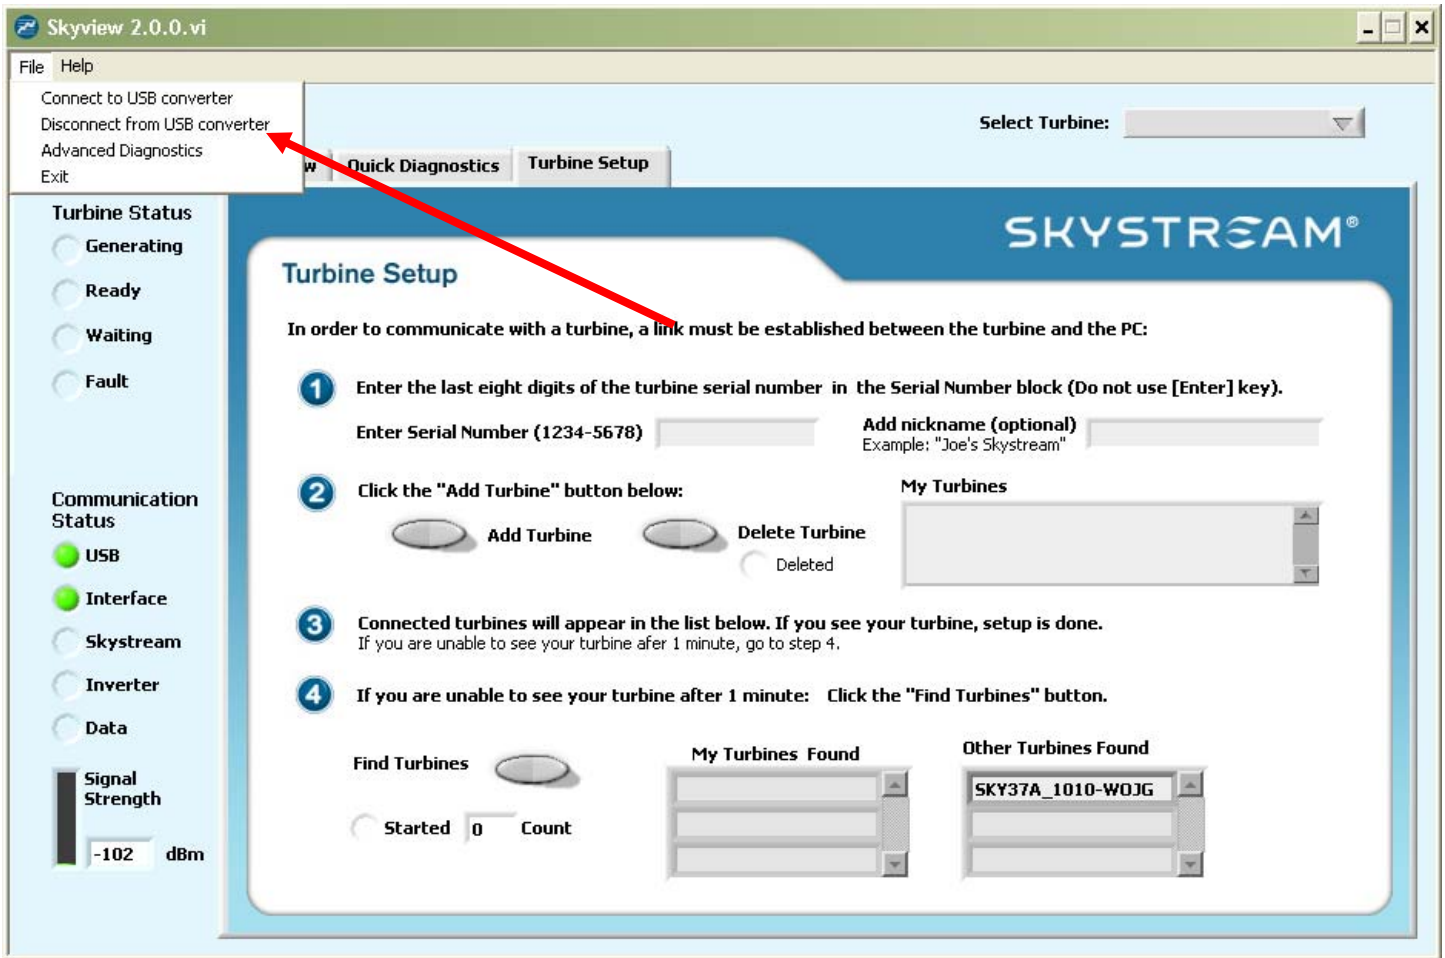 Skyview 2.0.0.vi
File Help
Connect to USB converter
Disconnect from USB converter
Advanced Diagnostics
Exit
Select Turbine:
w Quick Diagnostics Turbine Setup
Turbine Status
Generating
Ready
Waiting
Fault
SKYSTREAM®
Turbine Setup
In order to communicate with a turbine, a link must be established between the turbine and the PC:
1 Enter the last eight digits of the turbine serial number in the Serial Number block (Do not use [Enter] key).
Enter Serial Number (1234-5678)
Add nickname (optional)
Example: "Joe's Skystream"
2 Click the "Add Turbine" button below:
My Turbines
Add Turbine
Delete Turbine
Deleted
3 Connected turbines will appear in the list below. If you see your turbine, setup is done.
If you are unable to see your turbine afer 1 minute, go to step 4.
4 If you are unable to see your turbine after 1 minute: Click the "Find Turbines" button.
Find Turbines
Started 0 Count
My Turbines Found
Other Turbines Found
SKY37A_1010-WOJG
Communication
Status
USB
Interface
Skystream
Inverter
Data
Signal
Strength
-102 dBm